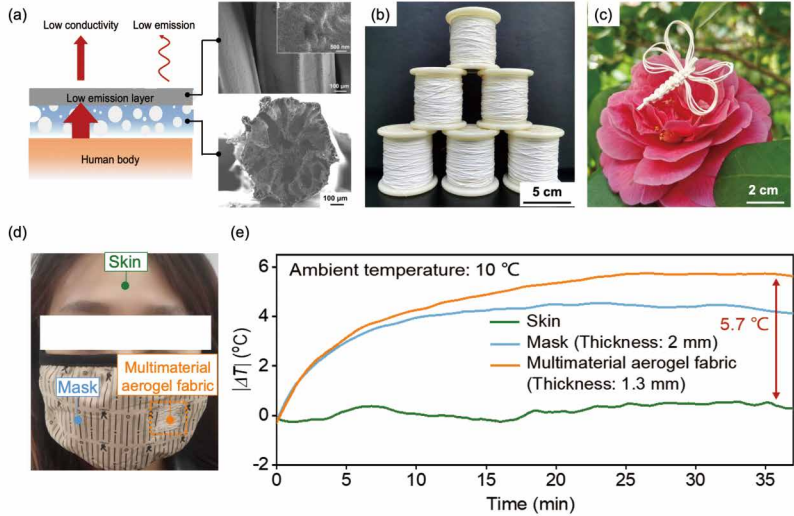 (a)
Low conductivity
Low emission
Low emission layer
Human body
500 nm
100 μm
100 μm
(b)
5 cm
(c)
2 cm
(d)
Skin
Mask
Multimaterial
aerogel fabric
(e)
Ambient temperature: 10 ℃
Skin
Mask (Thickness: 2 mm)
Multimaterial aerogel fabric
(Thickness: 1.3 mm)
5.7 ℃
|ΔT| (°C)
6
4
2
0
-2
0
5
10
15
20
25
30
35
Time (min)